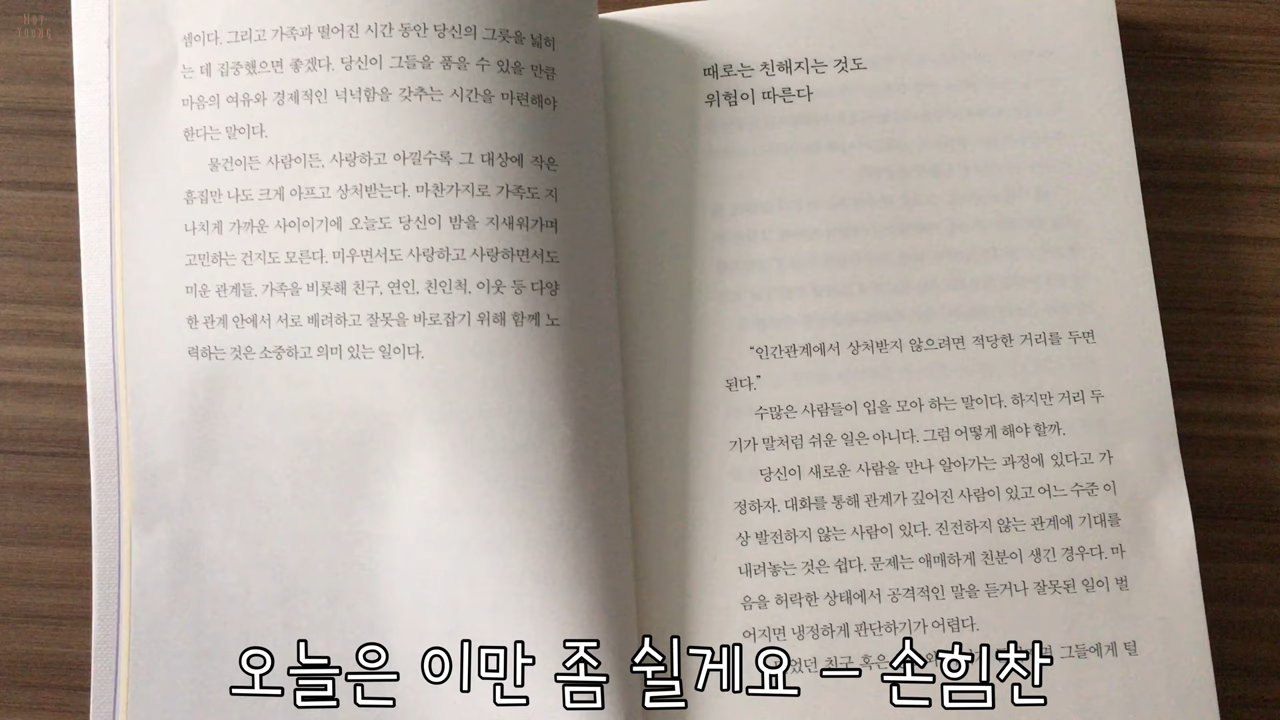 셈이다. 그리고 가족과 떨어진 시간 동안 당신의 그릇을 넓히
는 데 집중했으면 좋겠다. 당신이 그들을 품을 수 있을 만큼
마음의 여유와 경제적인 넉넉함을 갖추는 시간을 마련해야
한다는 말이다.
물건이든 사람이든, 사랑하고 아낄수록 그 대상에 작은
흠집만 나도 크게 아프고 상처받는다. 마찬가지로 가족도 지
나치게 가까운 사이이기에 오늘도 당신이 밤을 지새워가며
고민하는 건지도 모른다. 미우면서도 사랑하고 사랑하면서도
미운 관계들. 가족을 비롯해 친구, 연인, 친인척, 이웃 등 다양
한 관계 안에서 서로 배려하고 잘못을 바로잡기 위해 함께 노
력하는 것은 소중하고 의미 있는 일이다.
때로는 친해지는 것도
위험이 따른다
“인간관계에서 상처받지 않으려면 적당한 거리를 두면
된다.”
수많은 사람들이 입을 모아 하는 말이다. 하지만 거리 두
기가 말처럼 쉬운 일은 아니다. 그럼 어떻게 해야 할까.
당신이 새로운 사람을 만나 알아가는 과정에 있다고 가
정하자. 대화를 통해 관계가 깊어진 사람이 있고 어느 수준 이
상 발전하지 않는 사람이 있다. 진전하지 않는 관계에 기대를
내려놓는 것은 쉽다. 문제는 애매하게 친분이 생긴 경우다. 마
음을 허락한 상태에서 공격적인 말을 듣거나 잘못된 일이 벌
어지면 냉정하게 판단하기가 어렵다.
친구 혹은 그들에게 털
오늘은 이만 좀 쉴게요 – 손힘찬